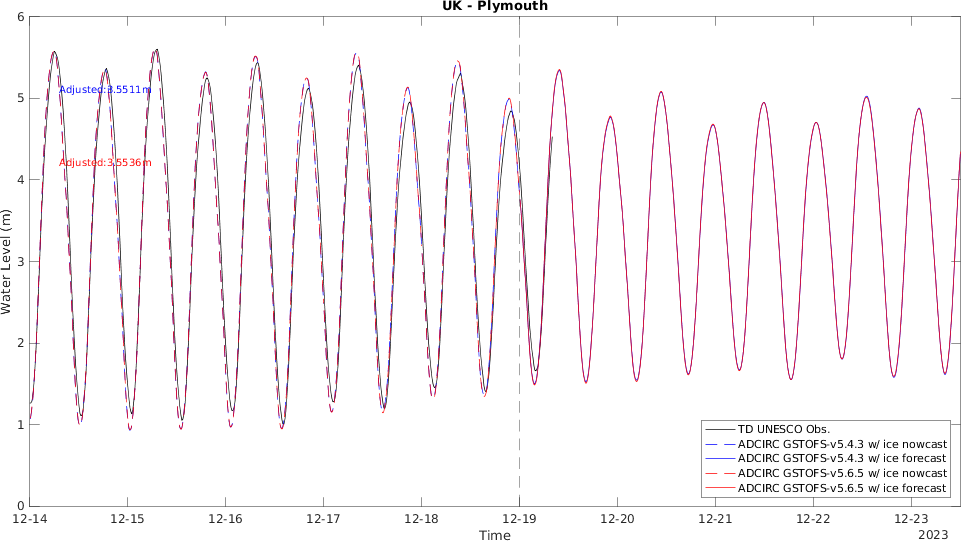 UK - Plymouth
6
5
4
3
2
1
0
Water Level (m)
Adjusted:3.5511m
Adjusted:3.5536m
TD UNESCO Obs.
ADCIRC GSTOFS-v5.4.3 w/ ice nowcast
ADCIRC GSTOFS-v5.4.3 w/ ice forecast
ADCIRC GSTOFS-v5.6.5 w/ ice nowcast
ADCIRC GSTOFS-v5.6.5 w/ ice forecast
12-14 12-15 12-16 12-17 12-18 12-19 12-20 12-21 12-22 12-23
Time
2023